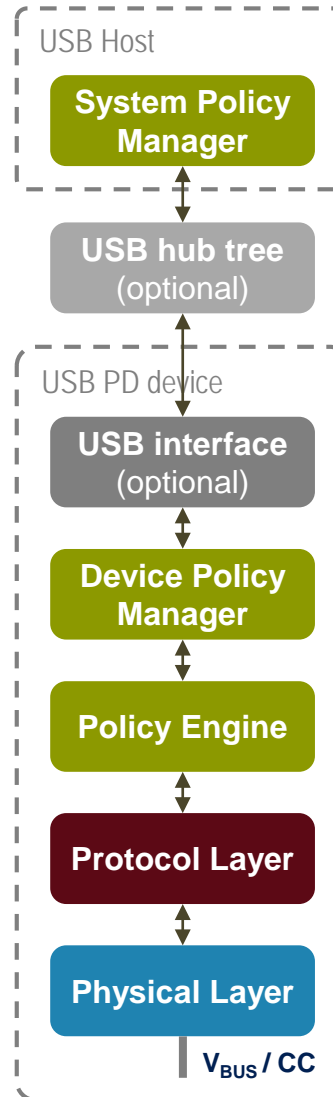 USB Host
System Policy
Manager
USB hub tree
(optional)
USB PD device
USB interface
(optional)
Device Policy
Manager
Policy Engine
Protocol Layer
Physical Layer
VBUS / CC